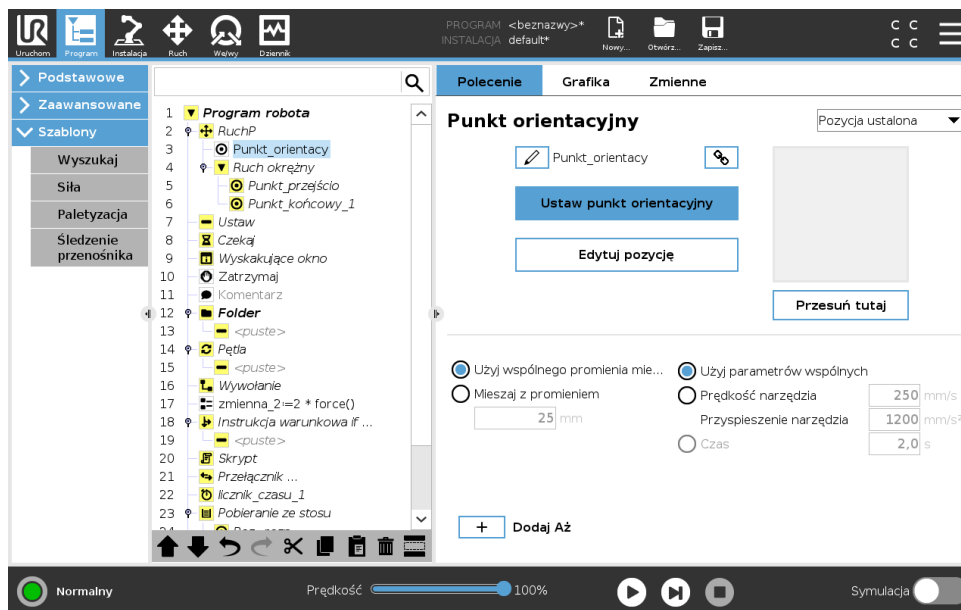 PROGRAM <beznazwy>*
INSTALACJA default*
Uruchom Program Instalacja Ruch We/wy Dziennik Nowy... Otwórz... Zapisz...
C C
C C
Podstawowe
Zaawansowane
Szablony
Wyszukaj
Siła
Paletyzacja
Śledzenie
przenośnika
1 Program robota
2 RuchP
3 Punkt_orientacy
4 Ruch okrężny
5 Punkt_przejścio
6 Punkt_końcowy_1
7 Ustaw
8 Czekaj
9 Wyskakujące okno
10 Zatrzymaj
11 Komentarz
12 Folder
13 <puste>
14 Pętla
15 <puste>
16 Wywołanie
17 zmienna_2≔2 * force()
18 Instrukcja warunkowa if ...
19 <puste>
20 Skrypt
21 Przełącznik ...
22 licznik_czasu_1
23 Pobieranie ze stosu
Polecenie Grafika Zmienne
Punkt orientacyjny
Pozycja ustalona
Punkt_orientacy
Ustaw punkt orientacyjny
Edytuj pozycję
Przesuń tutaj
Użyj wspólnego promienia mie...
Mieszaj z promieniem
25 mm
Użyj parametrów wspólnych
Prędkość narzędzia 250 mm/s
Przyspieszenie narzędzia 1200 mm/s²
Czas 2,0 s
+ Dodaj Aż
Normalny
Prędkość 100%
Symulacja